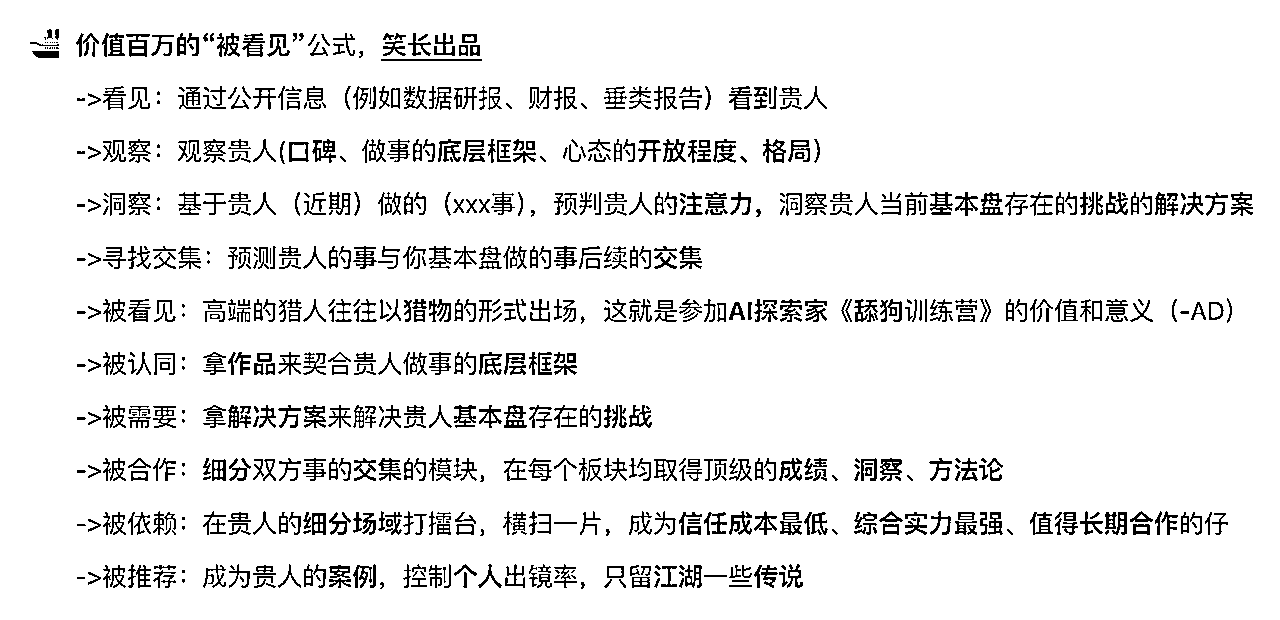 价值百万的“被看见”公式，笑长出品
->看见：通过公开信息（例如数据研报、财报、垂类报告）看到贵人
->观察：观察贵人(口碑、做事的底层框架、心态的开放程度、格局）
->洞察：基于贵人（近期）做的（xxx事），预判贵人的注意力，洞察贵人当前基本盘存在的挑战的解决方案
->寻找交集：预测贵人的事与你基本盘做的事后续的交集
->被看见：高端的猎人往往以猎物的形式出场，这就是参加AI探索家《舔狗训练营》的价值和意义（-AD）
->被认同：拿作品来契合贵人做事的底层框架
->被需要：拿解决方案来解决贵人基本盘存在的挑战
->被合作：细分双方事的交集的模块，在每个板块均取得顶级的成绩、洞察、方法论
->被依赖：在贵人的细分场域打擂台，横扫一片，成为信任成本最低、综合实力最强、值得长期合作的仔
->被推荐：成为贵人的案例，控制个人出镜率，只留江湖一些传说